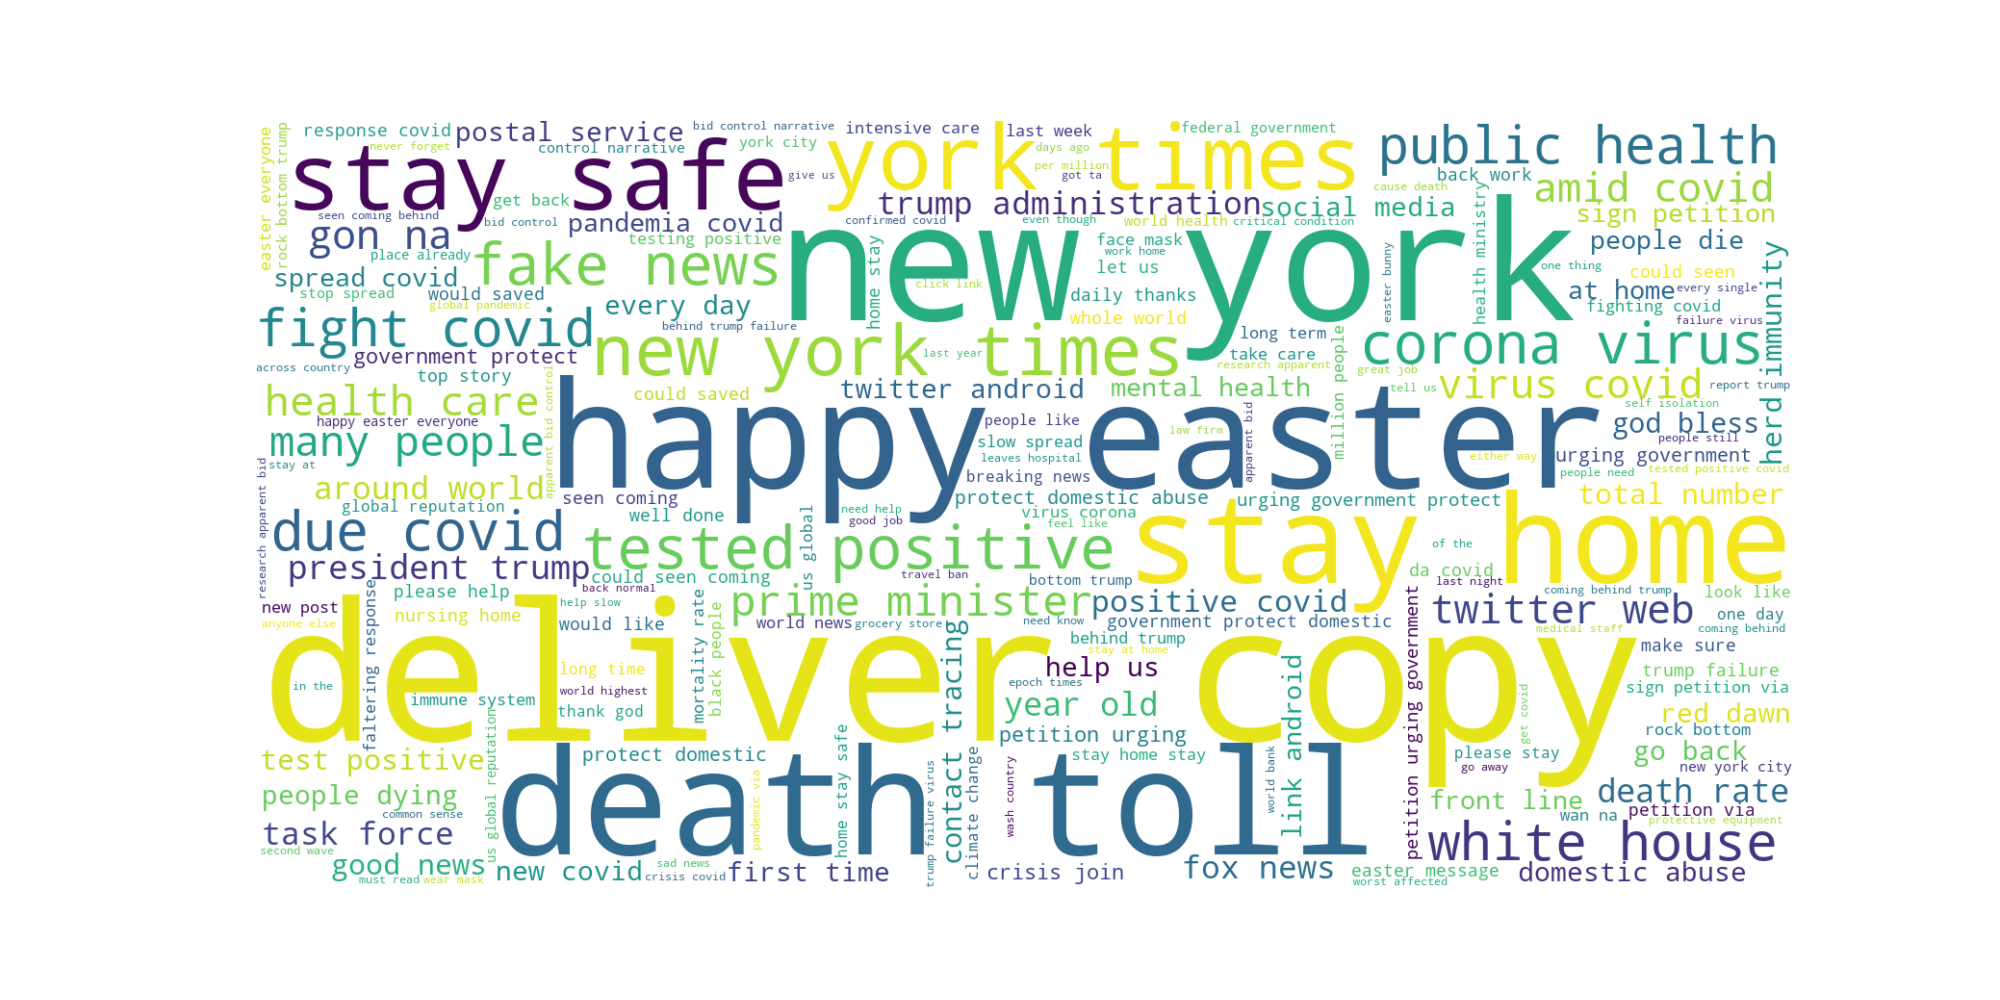 easter everyone
rock bottom trump
response covid
never forget
postal service
control narrative
bid control narrative
york city
intensive care
last week
days ago
per million
got ta
federal government
public health
back work
stay safe
give us
york times
cause death
amid covid
sign petition
get back
trump administration
social media
health ministry
seen coming behind
bid control
pandemia covid
confirmed covid
even though
world health
critical condition
gon na
place already
testing positive
fake news
home stay
new york
face mask
work home
let us
easter bunny
people die
one thing
could seen
herd immunity
spread covid
stop spread
would saved
global pandemic
every day
click link
daily thanks
whole world
at home
every single
fighting covid
failure virus
fight covid
behind trump failure
government protect
across country
top story
new york times
last year
long term
take care
research apparent
million people
corona virus
great job
tell us
virus covid
report trump
self isolation
health care
happy easter everyone
apparent bid control
could saved
twitter android
mental health
people like
law firm
apparent bid
god bless
people still
many people
happy easter
slow spread
leaves hospital
breaking news
either way
urging government
people need
tested positive covid
research apparent bid
stay at
around world
global reputation
seen coming
well done
us global
need help
good job
protect domestic abuse
virus corona
feel like
urging government protect
total number
due covid
tested positive
stay home
of the
president trump
could seen coming
back normal
travel ban
bottom trump
da covid
last night
coming behind trump
look like
new post
anyone else
please help
nursing home
faltering response
help slow
would like
mortality rate
black people
prime minister
world news
grocery store
need know
positive covid
government protect domestic
behind trump
stay at home
petition urging government
twitter web
medical staff
one day
coming behind
make sure
deliver copy
in the
immune system
long time
world highest
thank god
contact tracing
help us
epoch times
year old
petition urging
link android
trump failure
sign petition via
red dawn
rock bottom
get covid
test positive
us global reputation
protect domestic
home stay safe
stay home stay
please stay
go away
go back
new york city
people dying
common sense
death toll
pandemic via
trump failure virus
climate change
wash country
world bank
front line
death rate
wan na
petition via
protective equipment
task force
second wave
good news
must read
wear mask
new covid
sad news
crisis covid
first time
crisis join
fox news
easter message
worst affected
white house
domestic abuse